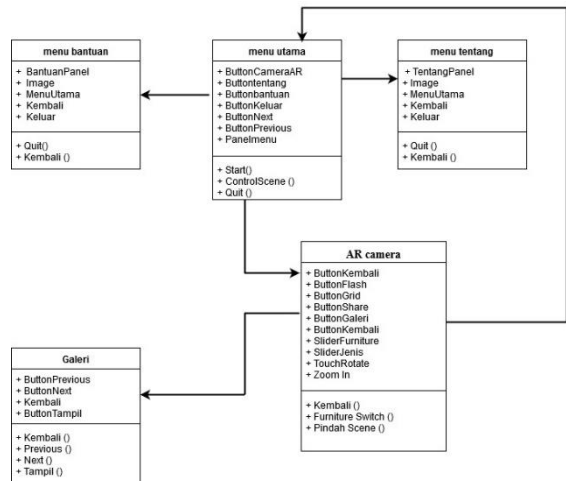 menu bantuan
+ BantuanPanel
+ Image
+ MenuUtama
+ Kembali
+ Keluar
+ Quit()
+ Kembali ()
menu utama
+ ButtonCameraAR
+ Buttontentang
+ Buttonbantuan
+ ButtonKeluar
+ ButtonNext
+ ButtonPrevious
+ Panelmenu
+ Start()
+ ControlScene ()
+ Quit ()
menu tentang
+ TentangPanel
+ Image
+ MenuUtama
+ Kembali
+ Keluar
+ Quit ()
+ Kembali ()
AR camera
+ ButtonKembali
+ ButtonFlash
+ ButtonGrid
+ ButtonShare
+ ButtonGaleri
+ ButtonKembali
+ SliderFurniture
+ SliderJenis
+ TouchRotate
+ Zoom In
+ Kembali ()
+ Furniture Switch ()
+ Pindah Scene ()
Galeri
+ ButtonPrevious
+ ButtonNext
+ Kembali
+ ButtonTampil
+ Kembali ()
+ Previous ()
+ Next ()
+ Tampil ()